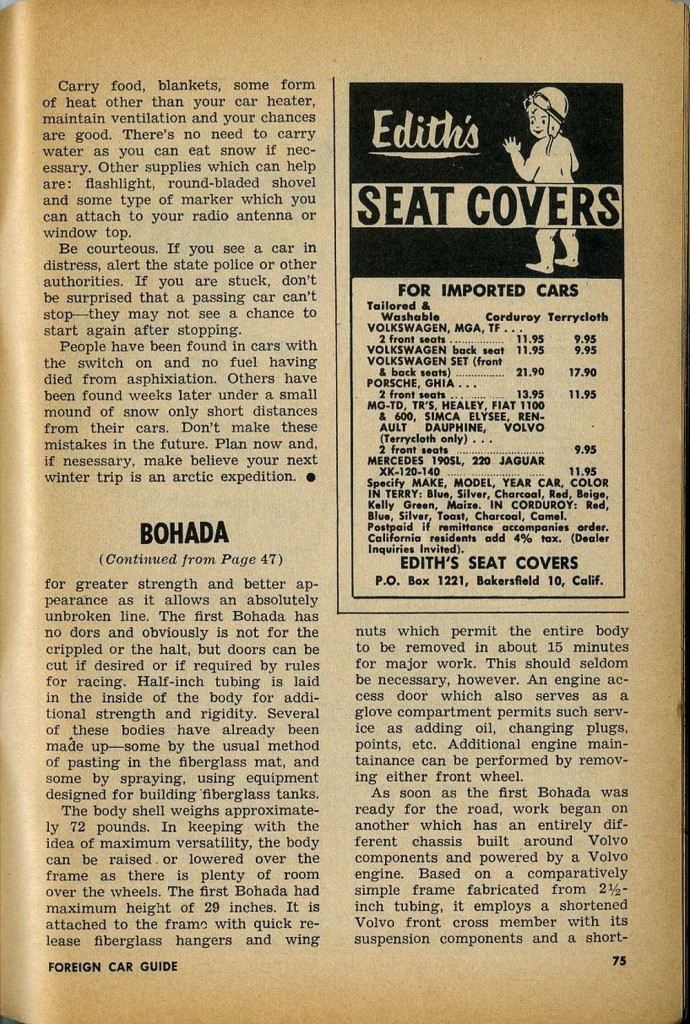 Carry food, blankets, some form
of heat other than your car heater,
maintain ventilation and your chances
are good. There's no need to carry
water as you can eat snow if nec-
essary. Other supplies which can help
are: flashlight, round-bladed shovel
and some type of marker which you
can attach to your radio antenna or
window top.
Be courteous. If you see a car in
distress, alert the state police or other
authorities. If you are stuck, don't
be surprised that a passing car can't
stop—they may not see a chance to
start again after stopping.
People have been found in cars with
the switch on and no fuel having
died from asphixiation. Others have
been found weeks later under a small
mound of snow only short distances
from their cars. Don't make these
mistakes in the future. Plan now and,
if nesessary, make believe your next
winter trip is an arctic expedition. ●
BOHADA
(Continued from Page 47)
for greater strength and better ap-
pearance as it allows an absolutely
unbroken line. The first Bohada has
no dors and obviously is not for the
crippled or the halt, but doors can be
cut if desired or if required by rules
for racing. Half-inch tubing is laid
in the inside of the body for addi-
tional strength and rigidity. Several
of these bodies have already been
made up—some by the usual method
of pasting in the fiberglass mat, and
some by spraying, using equipment
designed for building fiberglass tanks.
The body shell weighs approximate-
ly 72 pounds. In keeping with the
idea of maximum versatility, the body
can be raised or lowered over the
frame as there is plenty of room
over the wheels. The first Bohada had
maximum height of 29 inches. It is
attached to the frame with quick re-
lease fiberglass hangers and wing
Edith's
SEAT COVERS
FOR IMPORTED CARS
Tailored &
Washable Corduroy Terrycloth
VOLKSWAGEN, MGA, TF . . .
2 front seats ................ 11.95 9.95
VOLKSWAGEN back seat 11.95 9.95
VOLKSWAGEN SET (front
& back seats) .............. 21.90 17.90
PORSCHE, GHIA . . .
2 front seats ................ 13.95 11.95
MG-TD, TR'S, HEALEY, FIAT 1100
& 600, SIMCA ELYSEE, REN-
AULT DAUPHINE, VOLVO
(Terrycloth only) . . .
2 front seats ........................ 9.95
MERCEDES 190SL, 220 JAGUAR
XK-120-140 ........................ 11.95
Specify MAKE, MODEL, YEAR CAR, COLOR
IN TERRY: Blue, Silver, Charcoal, Red, Beige,
Kelly Green, Maize. IN CORDUROY: Red,
Blue, Silver, Toast, Charcoal, Camel.
Postpaid if remittance accompanies order.
California residents add 4% tax. (Dealer
Inquiries Invited).
EDITH'S SEAT COVERS
P.O. Box 1221, Bakersfield 10, Calif.
nuts which permit the entire body
to be removed in about 15 minutes
for major work. This should seldom
be necessary, however. An engine ac-
cess door which also serves as a
glove compartment permits such serv-
ice as adding oil, changing plugs,
points, etc. Additional engine main-
tainance can be performed by remov-
ing either front wheel.
As soon as the first Bohada was
ready for the road, work began on
another which has an entirely dif-
ferent chassis built around Volvo
components and powered by a Volvo
engine. Based on a comparatively
simple frame fabricated from 2½-
inch tubing, it employs a shortened
Volvo front cross member with its
suspension components and a short-
FOREIGN CAR GUIDE
75